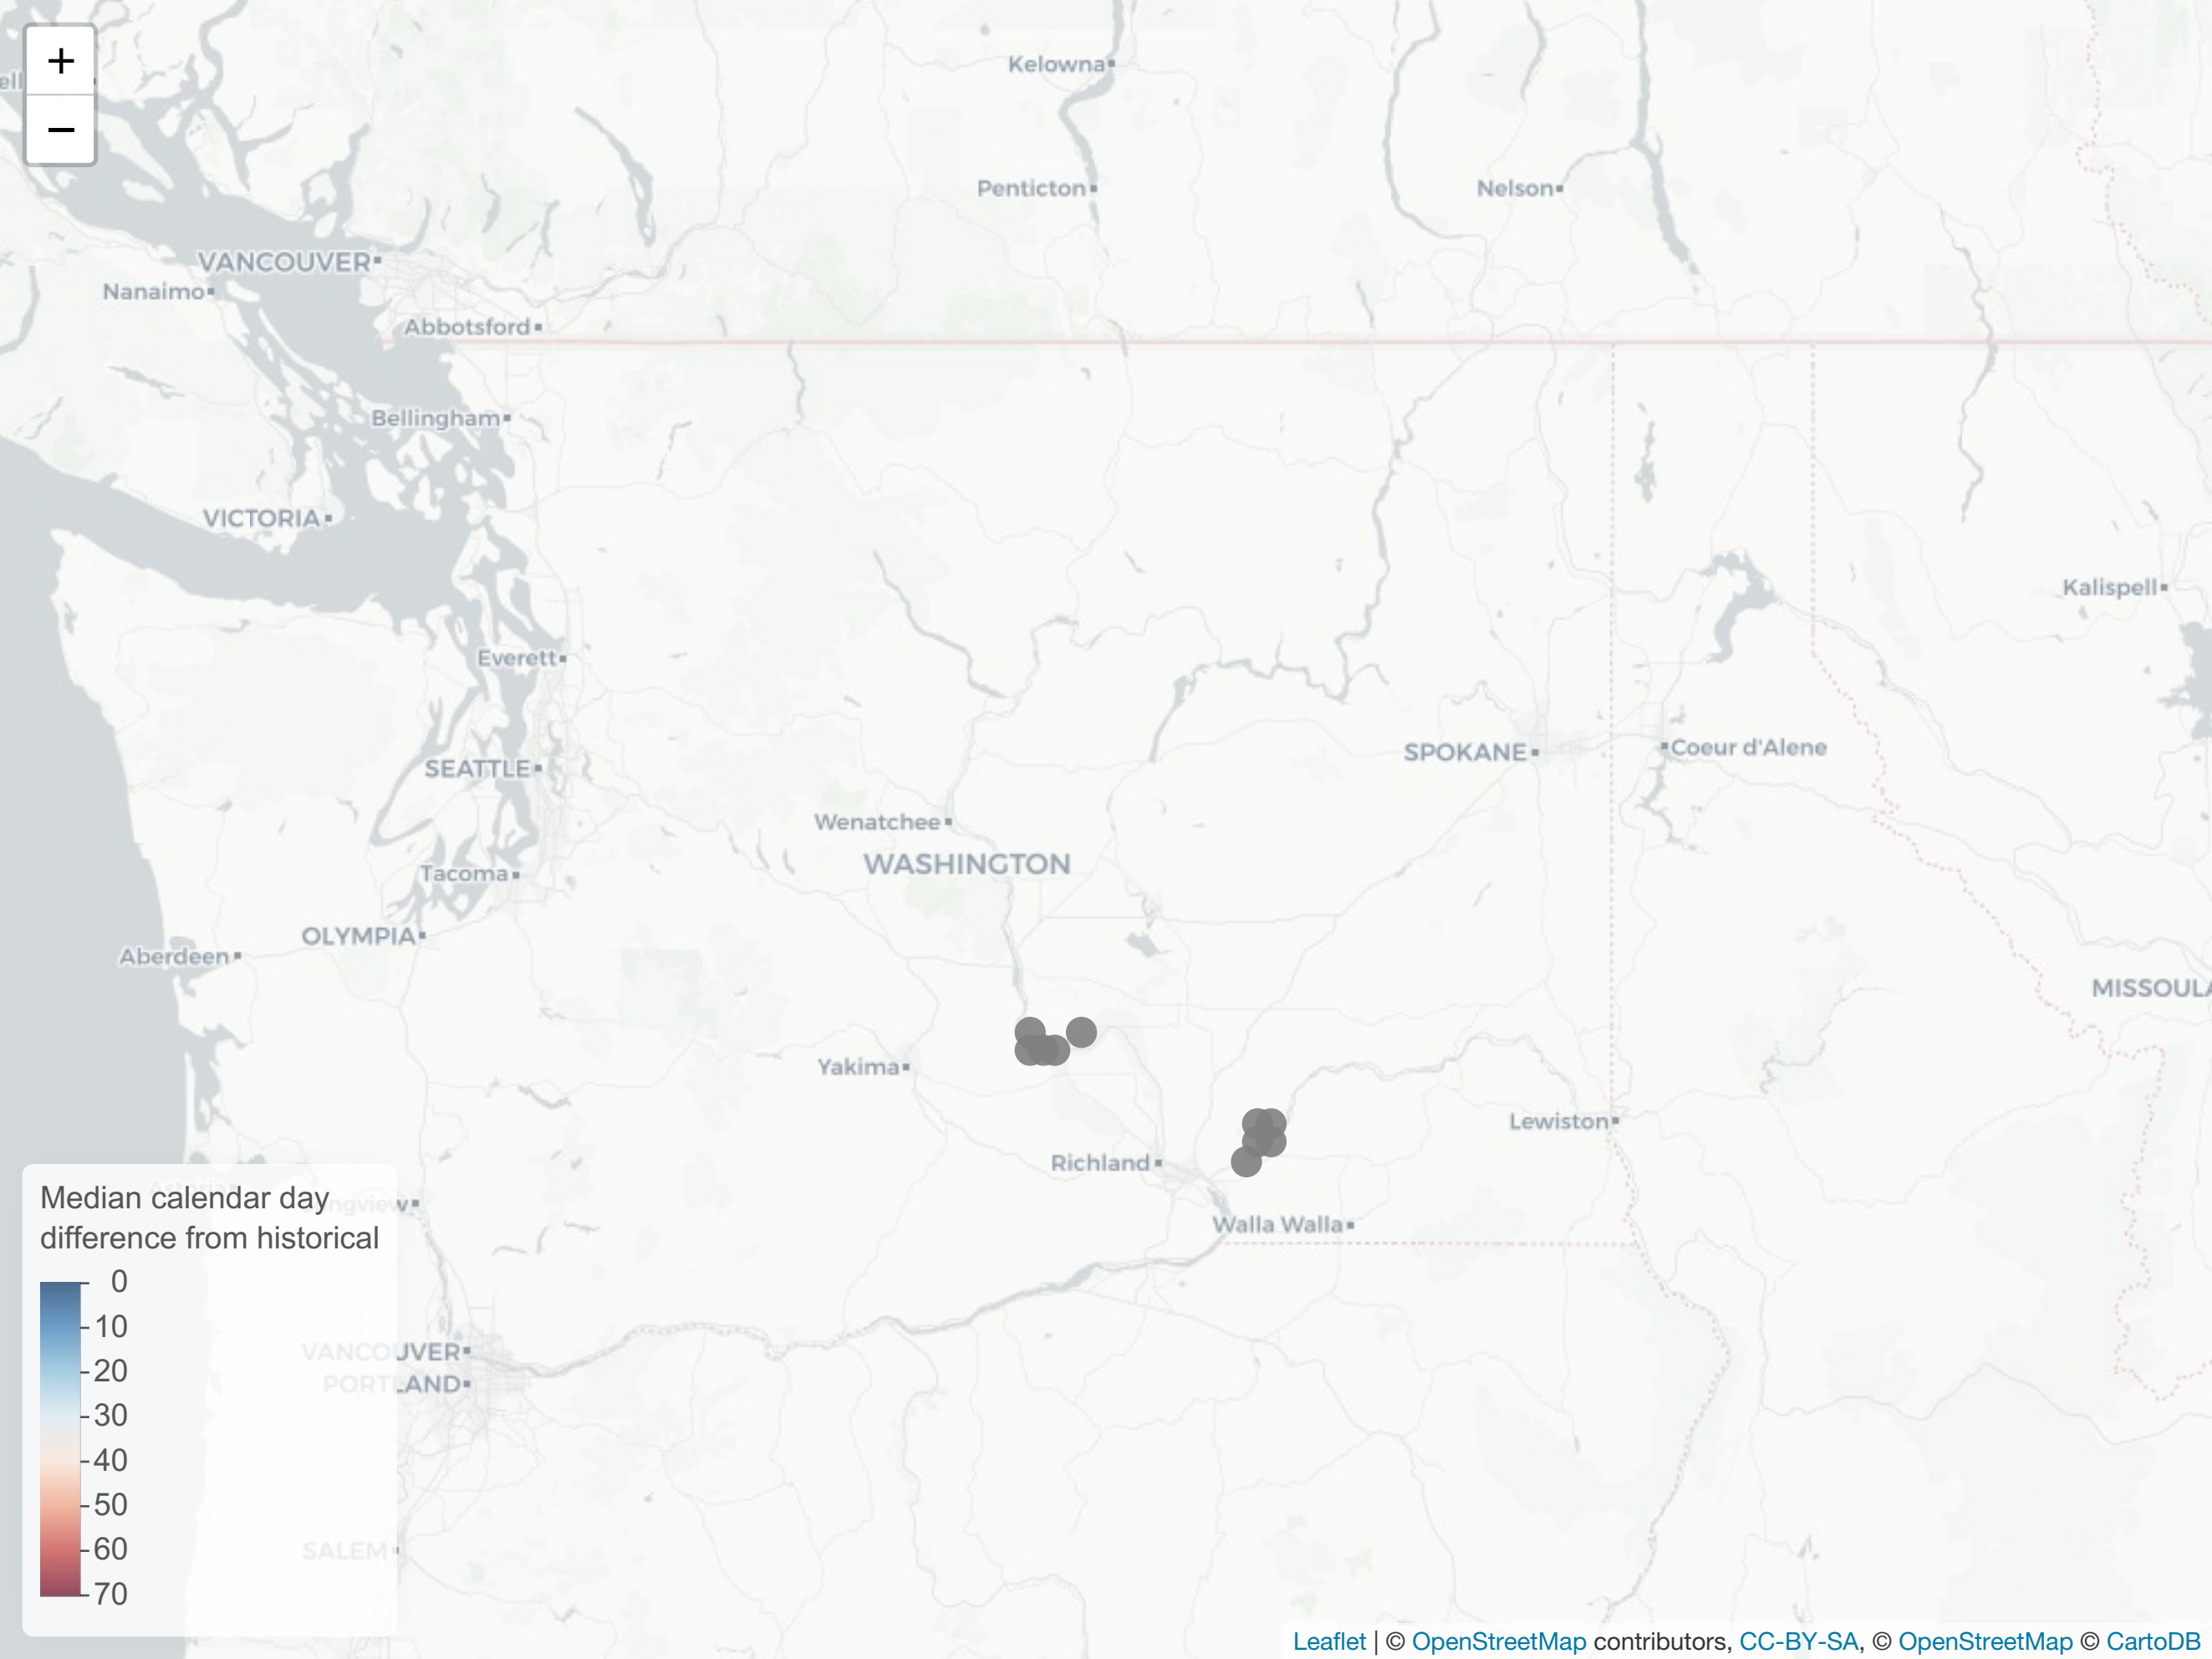 +
−
Kelowna
Penticton
Nelson
VANCOUVER
Nanaimo
Abbotsford
Bellingham
VICTORIA
Kalispell
Everett
SPOKANE
Coeur d'Alene
SEATTLE
Wenatchee
WASHINGTON
Tacoma
OLYMPIA
Aberdeen
MISSOULA
Yakima
Lewiston
Richland
Walla Walla
Median calendar day
difference from historical
0
10
20
30
40
50
60
70
VANCOUVER
PORTLAND
SALEM
Leaflet | © OpenStreetMap contributors, CC-BY-SA, © OpenStreetMap © CartoDB